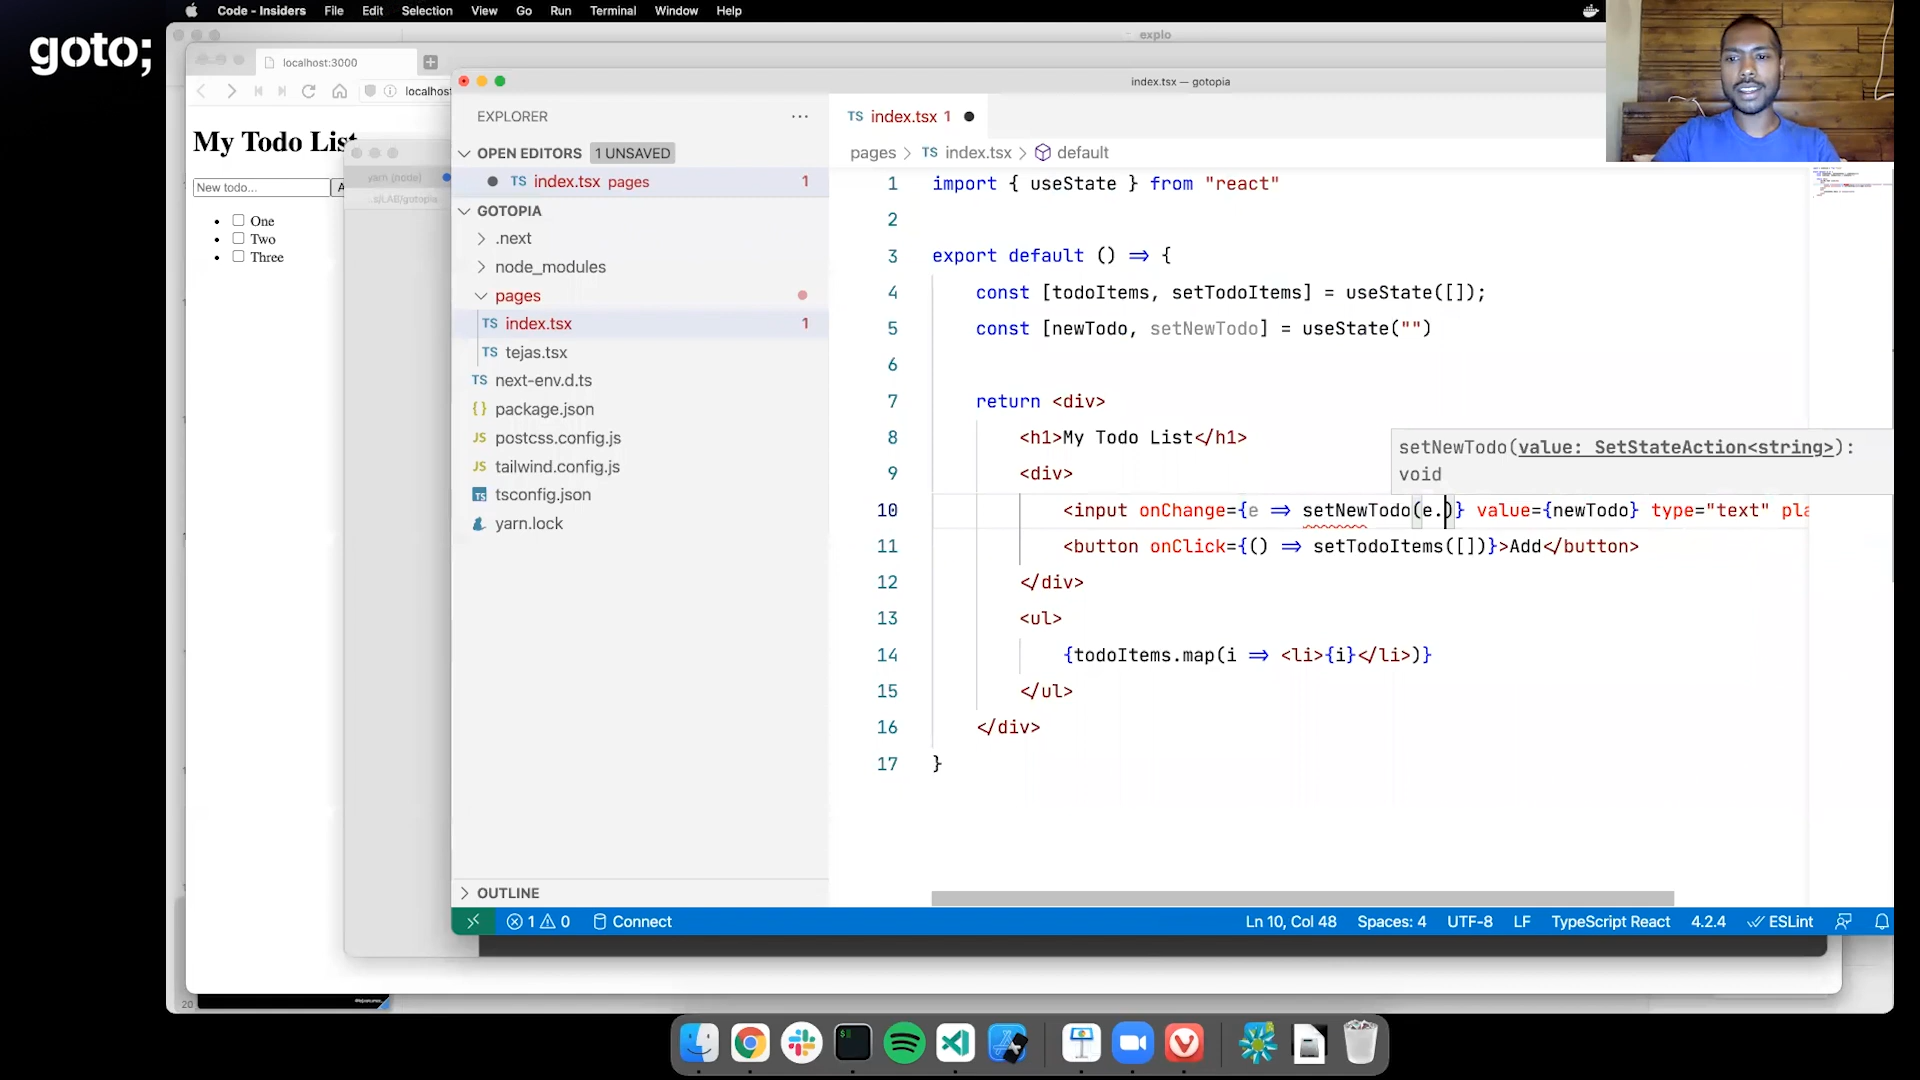 Code - Insiders File Edit Selection View Go Run Terminal Window Help
goto;
explo
localhost:3000
localhost
index.tsx — gotopia
My Todo List
New todo...
One
Two
Three
yarn (node)
EXPLORER
OPEN EDITORS 1 UNSAVED
TS index.tsx pages 1
GOTOPIA
.next
node_modules
pages
TS index.tsx 1
TS tejas.tsx
TS next-env.d.ts
{} package.json
JS postcss.config.js
JS tailwind.config.js
TS tsconfig.json
yarn.lock
OUTLINE
TS index.tsx 1
pages > TS index.tsx > default
1 import { useState } from "react"
2
3 export default () => {
4 const [todoItems, setTodoItems] = useState([]);
5 const [newTodo, setNewTodo] = useState("")
6
7 return <div>
8 <h1>My Todo List</h1>
9 <div>
10 <input onChange={e => setNewTodo(e.)} value={newTodo} type="text" pla
11 <button onClick={() => setTodoItems([])}>Add</button>
12 </div>
13 <ul>
14 {todoItems.map(i => <li>{i}</li>)}
15 </ul>
16 </div>
17 }
setNewTodo(value: SetStateAction<string>):
void
1 0 Connect
Ln 10, Col 48 Spaces: 4 UTF-8 LF TypeScript React 4.2.4 ESLint
20